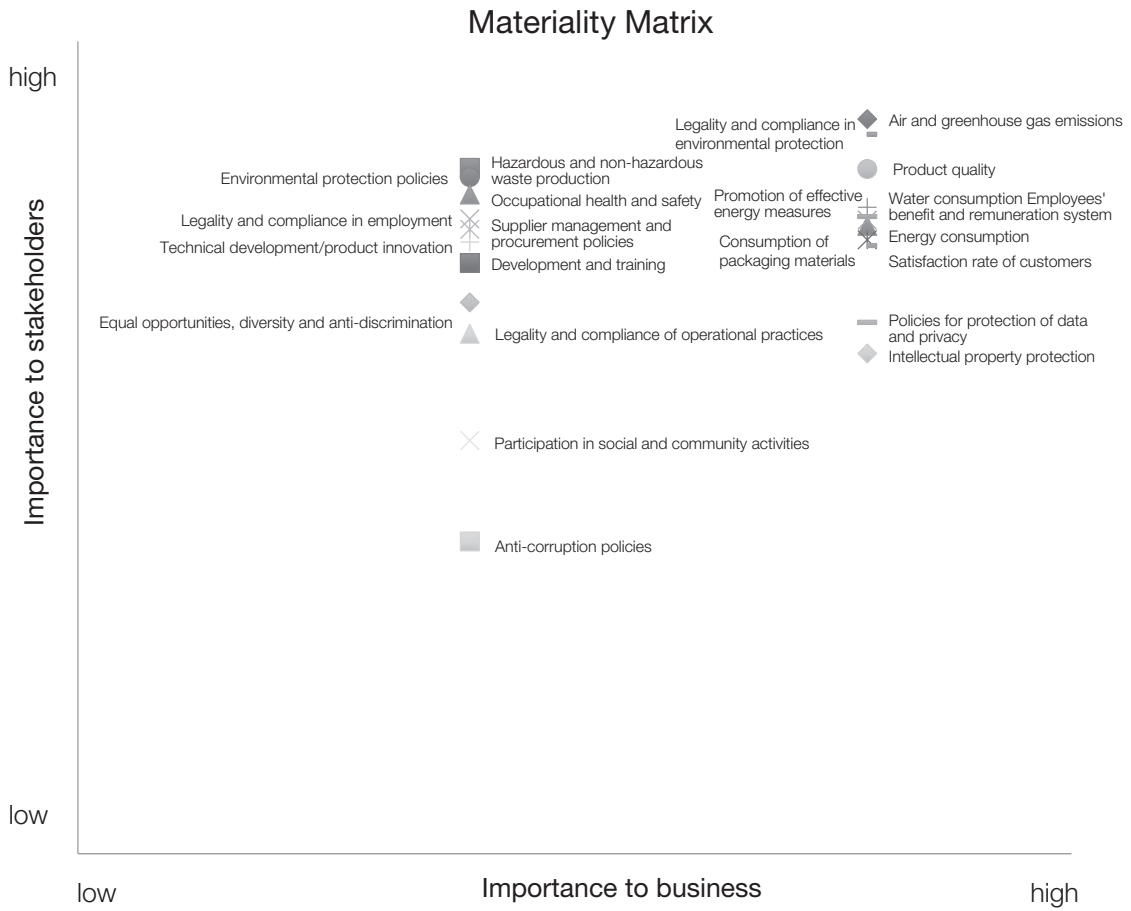 Materiality Matrix
high
Legality and compliance in
environmental protection
Air and greenhouse gas emissions
Hazardous and non-hazardous
waste production
Environmental protection policies
Product quality
Occupational health and safety
Promotion of effective
energy measures
Water consumption Employees'
benefit and remuneration system
Legality and compliance in employment
Supplier management and
procurement policies
Technical development/product innovation
Consumption of
packaging materials
Energy consumption
Development and training
Satisfaction rate of customers
Equal opportunities, diversity and anti-discrimination
Legality and compliance of operational practices
Policies for protection of data
and privacy
Intellectual property protection
Importance to stakeholders
Participation in social and community activities
Anti-corruption policies
low
low
Importance to business
high